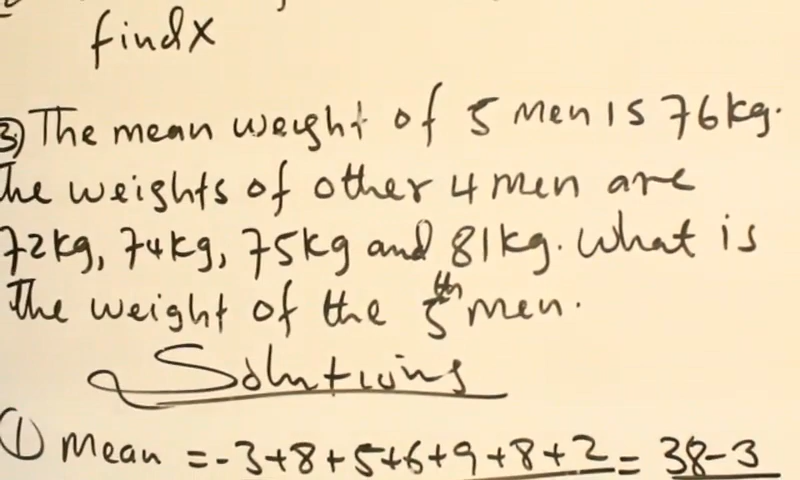 find x
3) The mean weight of 5 men is 76kg.
The weights of other 4 men are
72kg, 74kg, 75kg and 81kg. What is
The weight of the 5th men.
Solutions
① Mean = -3+8+5+6+9+8+2 = 38-3